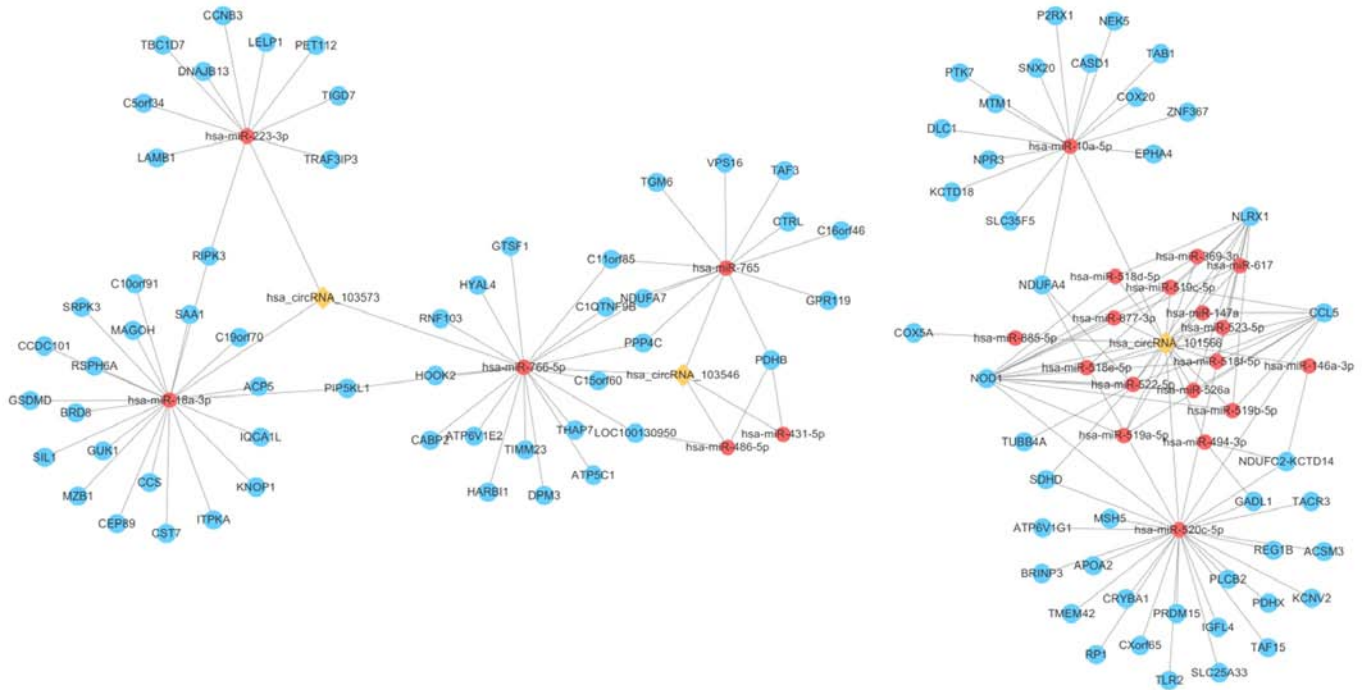 CCNB3
TBC1D7
LELP1
PET112
DNAJB13
C5orf34
TIGD7
hsa-miR-223-3p
LAMB1
TRAF3IP3
RIPK3
C10orf91
hsa_circRNA_103573
SRPK3
SAA1
MAGOH
C19orf70
CCDC101
RSPH6A
ACP5
PIP5KL1
GSDMD
hsa-miR-18a-3p
BRD8
IQCA1L
SIL1
GUK1
CCS
KNOP1
MZB1
CEP89
CST7
ITPKA
VPS16
TGM6
TAF3
CTRL
C16orf46
GTSF1
C11orf85
hsa-miR-765
HYAL4
NDUFA7
C1QTNF9B
GPR119
RNF103
PPP4C
PDHB
hsa-miR-766-5p
hsa_circRNA_103546
HOOK2
C15orf60
CABP2
ATP6V1E2
THAP7
LOC100130950
hsa-miR-431-5p
TIMM23
hsa-miR-486-5p
ATP5C1
HARBI1
DPM3
P2RX1
NEK5
SNX20
CASD1
TAB1
PTK7
MTM1
COX20
ZNF367
DLC1
hsa-miR-10a-5p
NPR3
EPHA4
KCTD18
SLC35F5
NLRX1
hsa-miR-369-3p
hsa-miR-617
hsa-miR-518d-5p
NDUFA4
hsa-miR-519c-5p
hsa-miR-147a
CCL5
hsa-miR-877-3p
hsa-miR-523-5p
COX5A
hsa-miR-885-5p
hsa_circRNA_101566
hsa-miR-518f-5p
hsa-miR-518e-5p
hsa-miR-146a-3p
NOD1
hsa-miR-522-5p
hsa-miR-526a
hsa-miR-519b-5p
TUBB4A
hsa-miR-519a-5p
hsa-miR-494-3p
NDUFC2-KCTD14
SDHD
GADL1
TACR3
MSH5
ATP6V1G1
hsa-miR-520c-5p
REG1B
ACSM3
BRINP3
APOA2
PLCB2
CRYBA1
PDHX
KCNV2
TMEM42
PRDM15
IGFL4
RP1
CXorf65
TAF15
TLR2
SLC25A33